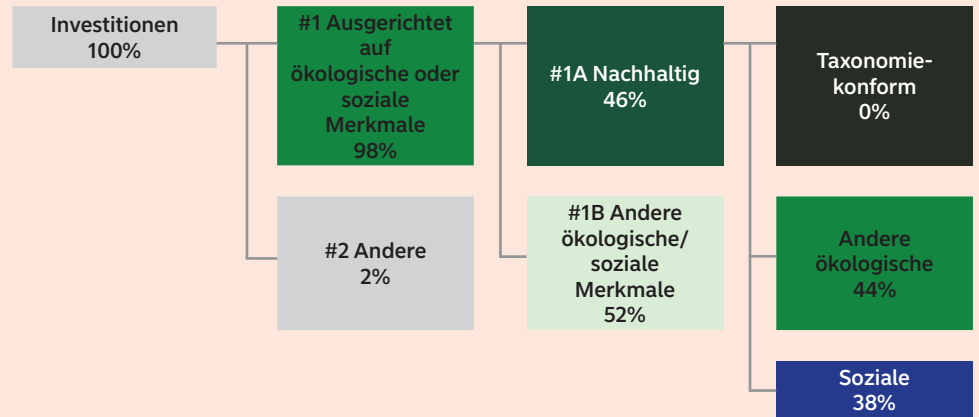 Investitionen
100%
#1 Ausgerichtet
auf
ökologische oder
soziale
Merkmale
98%
#2 Andere
2%
#1A Nachhaltig
46%
#1B Andere
ökologische/
soziale
Merkmale
52%
Taxonomie-
konform
0%
Andere
ökologische
44%
Soziale
38%